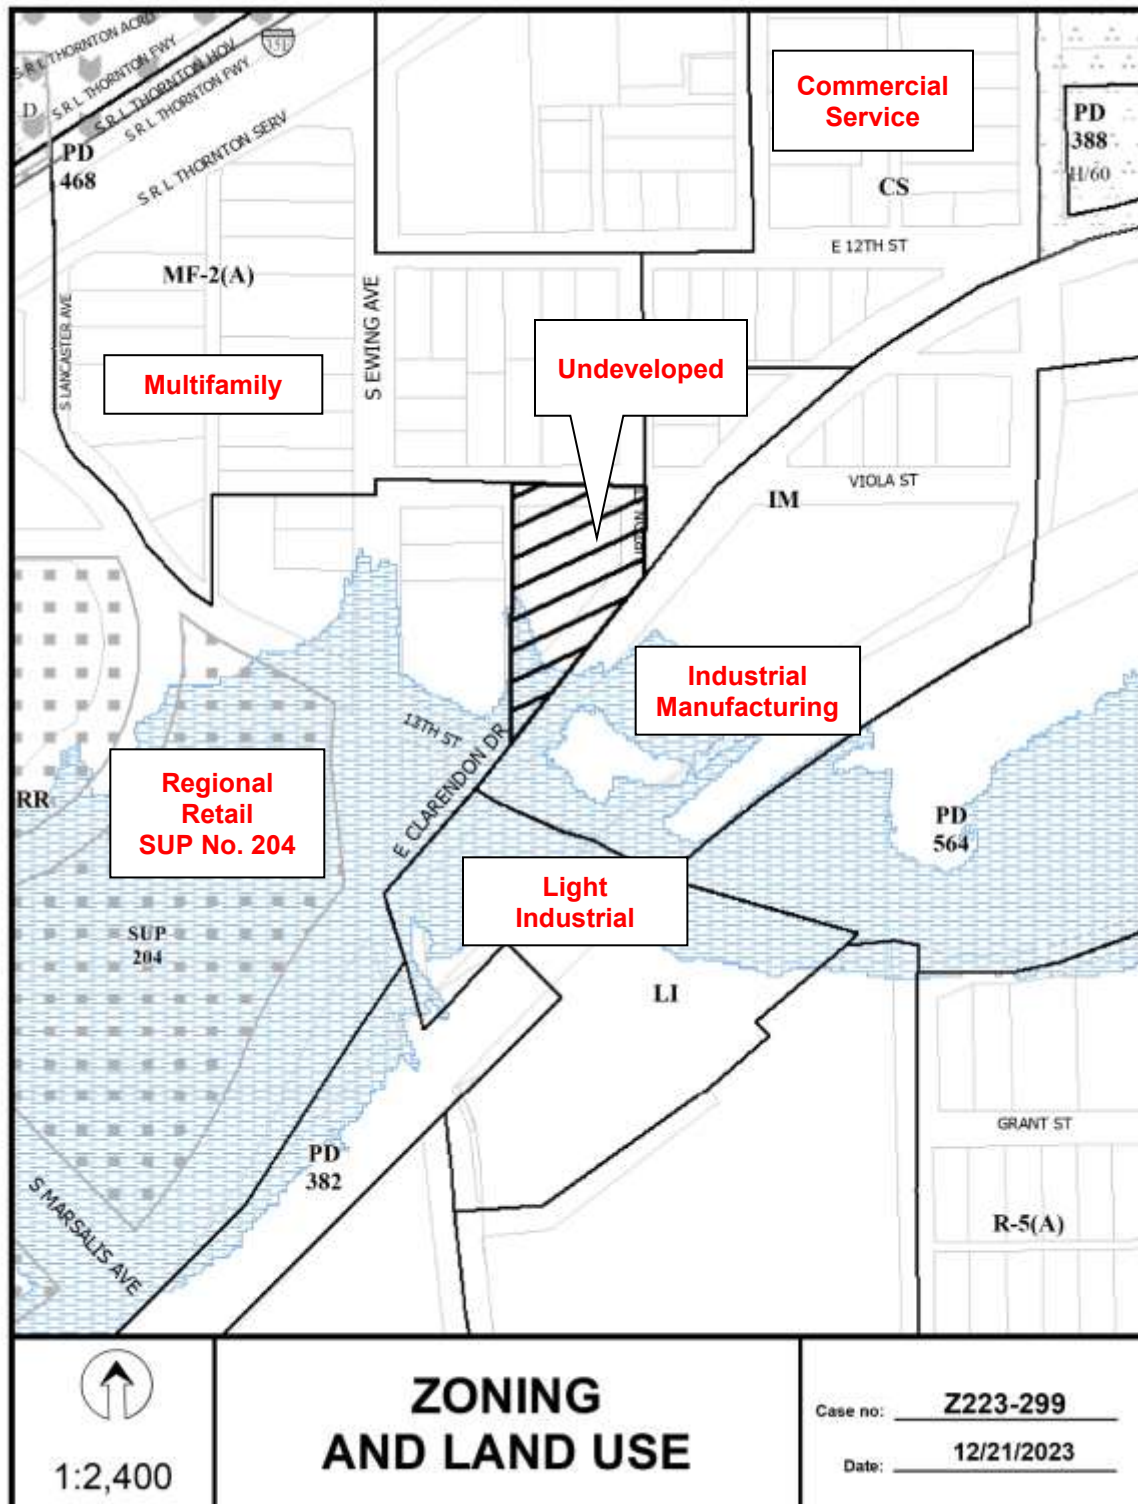 S R L THORNTON ACRD
S R L THORNTON FWY
S R L THORNTON HOV
S R L THORNTON FWY
S R L THORNTON SERV
D
PD
468
Commercial
Service
PD
388
H/60
CS
E 12TH ST
MF-2(A)
S LANCASTER AVE
S EWING AVE
Multifamily
Undeveloped
VIOLA ST
IM
Industrial
Manufacturing
13TH ST
E CLARENDON DR
Regional
Retail
SUP No. 204
RR
PD
564
Light
Industrial
SUP
204
LI
GRANT ST
PD
382
S MARSALIS AVE
R-5(A)
1:2,400
ZONING
AND LAND USE
Case no: Z223-299
Date: 12/21/2023